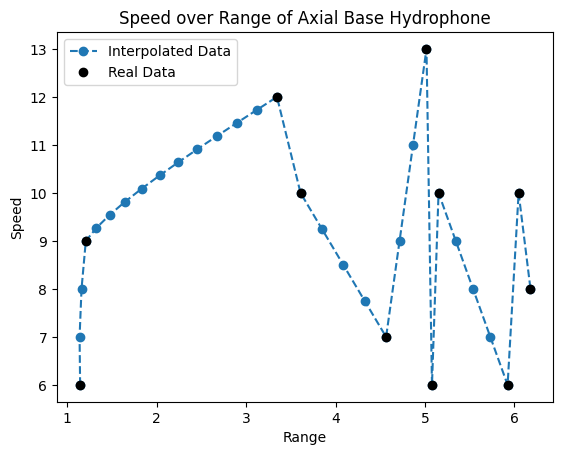 Speed over Range of Axial Base Hydrophone
Interpolated Data
Real Data
13
12
11
10
9
8
7
6
Speed
1
2
3
4
5
6
Range